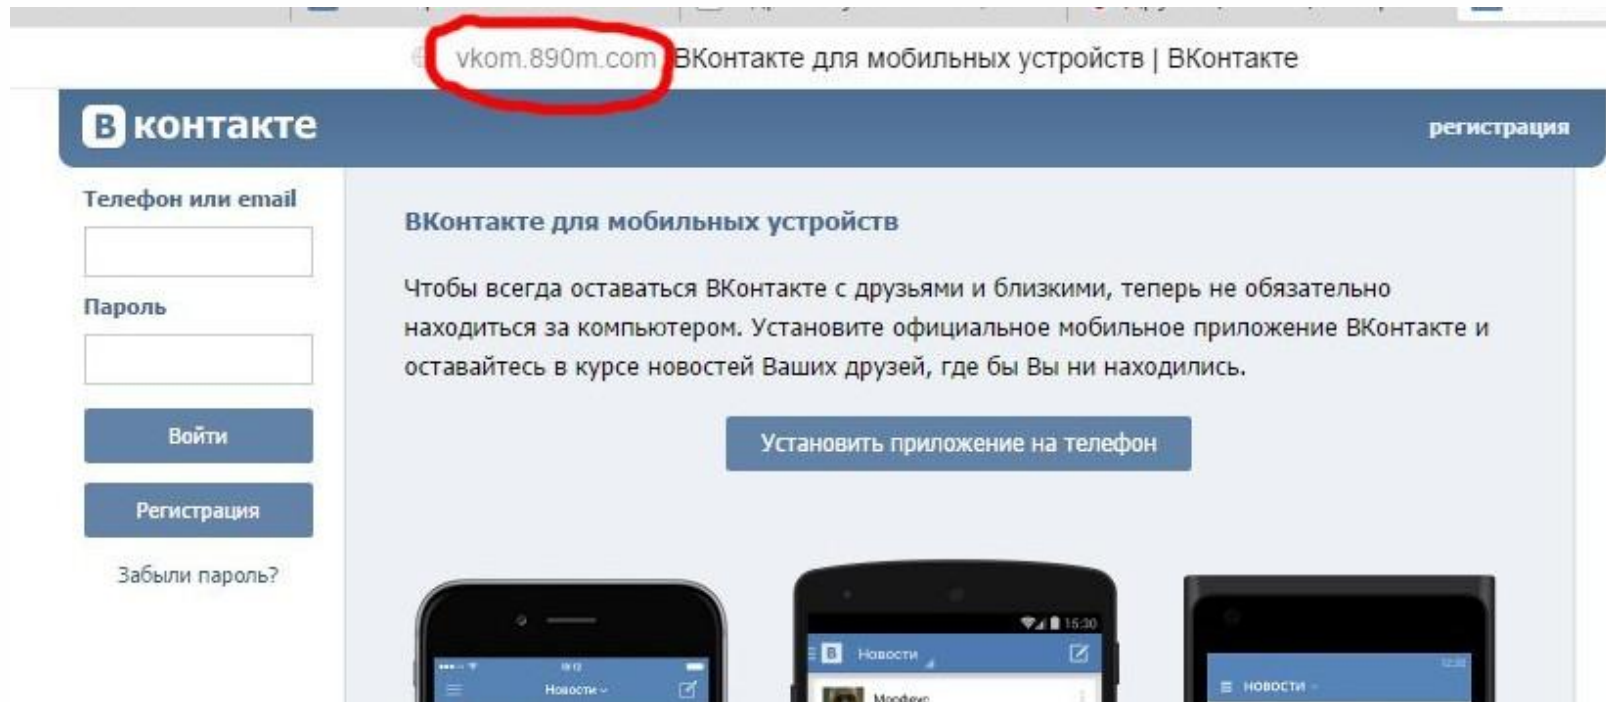 vkom.890m.com ВКонтакте для мобильных устройств | ВКонтакте
В контакте
регистрация
Телефон или email
Пароль
Войти
Регистрация
Забыли пароль?
ВКонтакте для мобильных устройств
Чтобы всегда оставаться ВКонтакте с друзьями и близкими, теперь не обязательно
находиться за компьютером. Установите официальное мобильное приложение ВКонтакте и
оставайтесь в курсе новостей Ваших друзей, где бы Вы ни находились.
Установить приложение на телефон
Новости
15:30
В Новости
Морфеус
НОВОСТИ